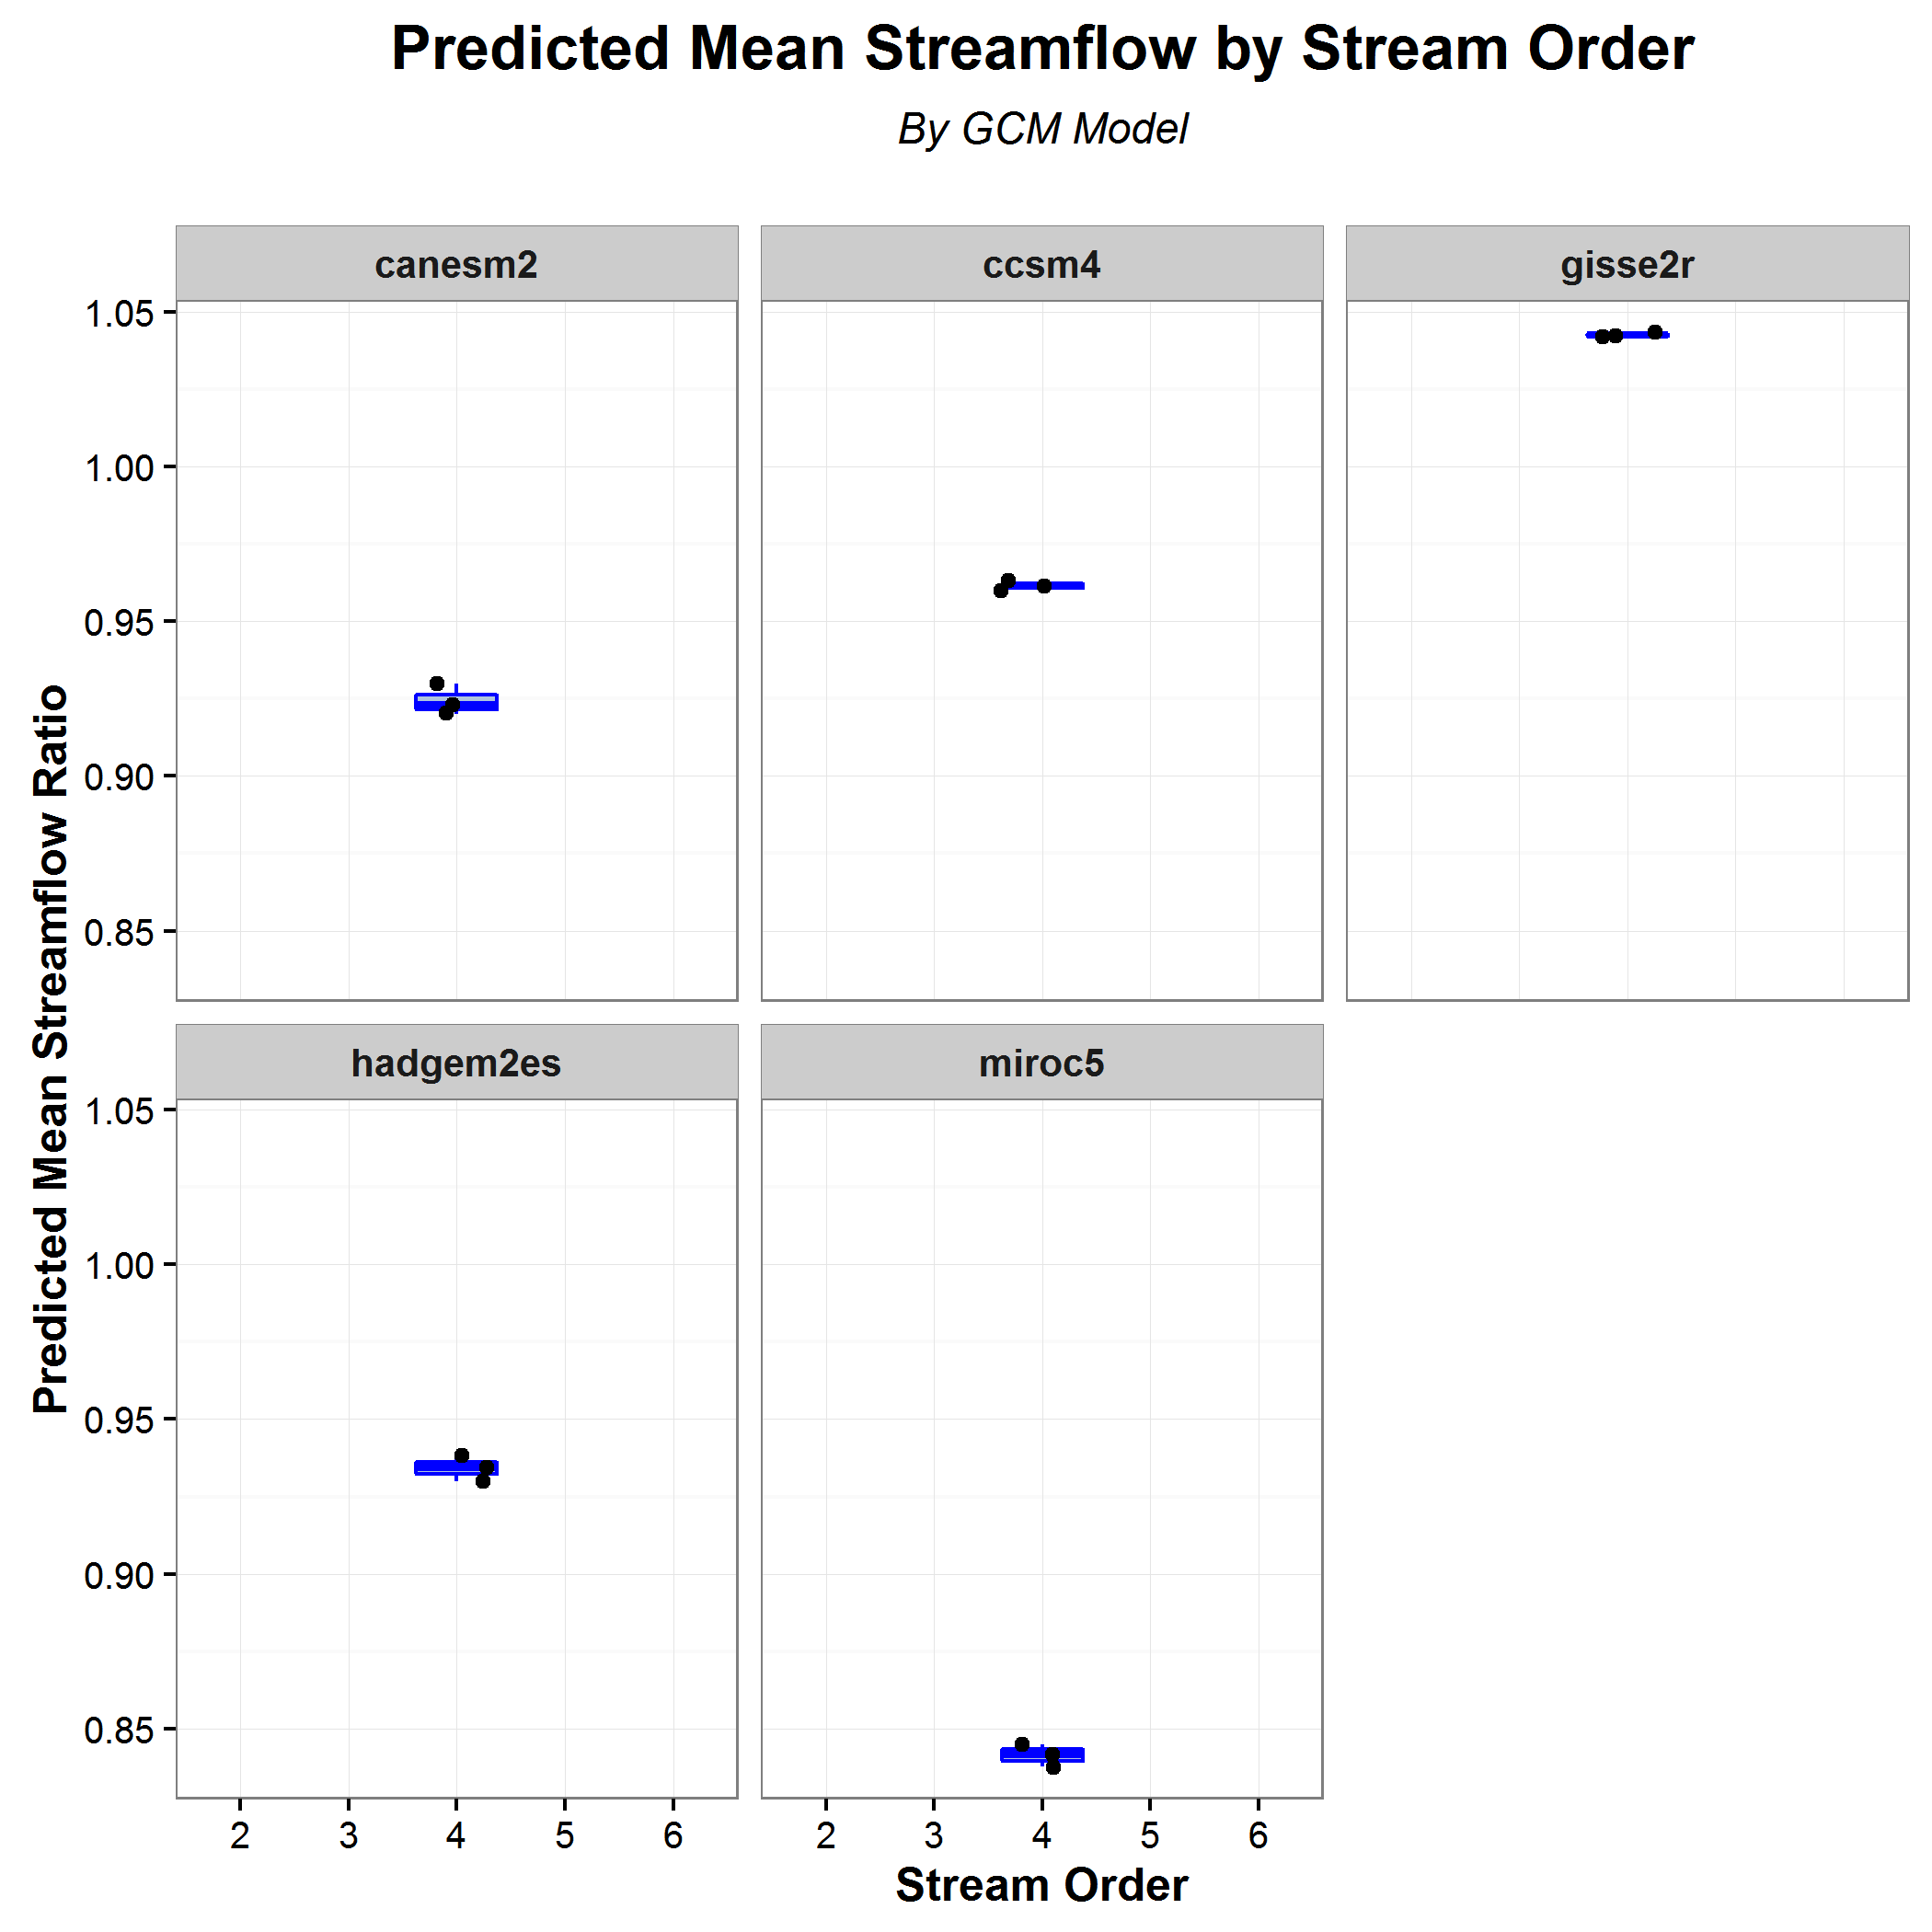 Predicted Mean Streamflow by Stream Order
By GCM Model
canesm2
ccsm4
gisse2r
1.05
1.00
0.95
0.90
0.85
Predicted Mean Streamflow Ratio
hadgem2es
miroc5
1.05
1.00
0.95
0.90
0.85
2 3 4 5 6
2 3 4 5 6
Stream Order